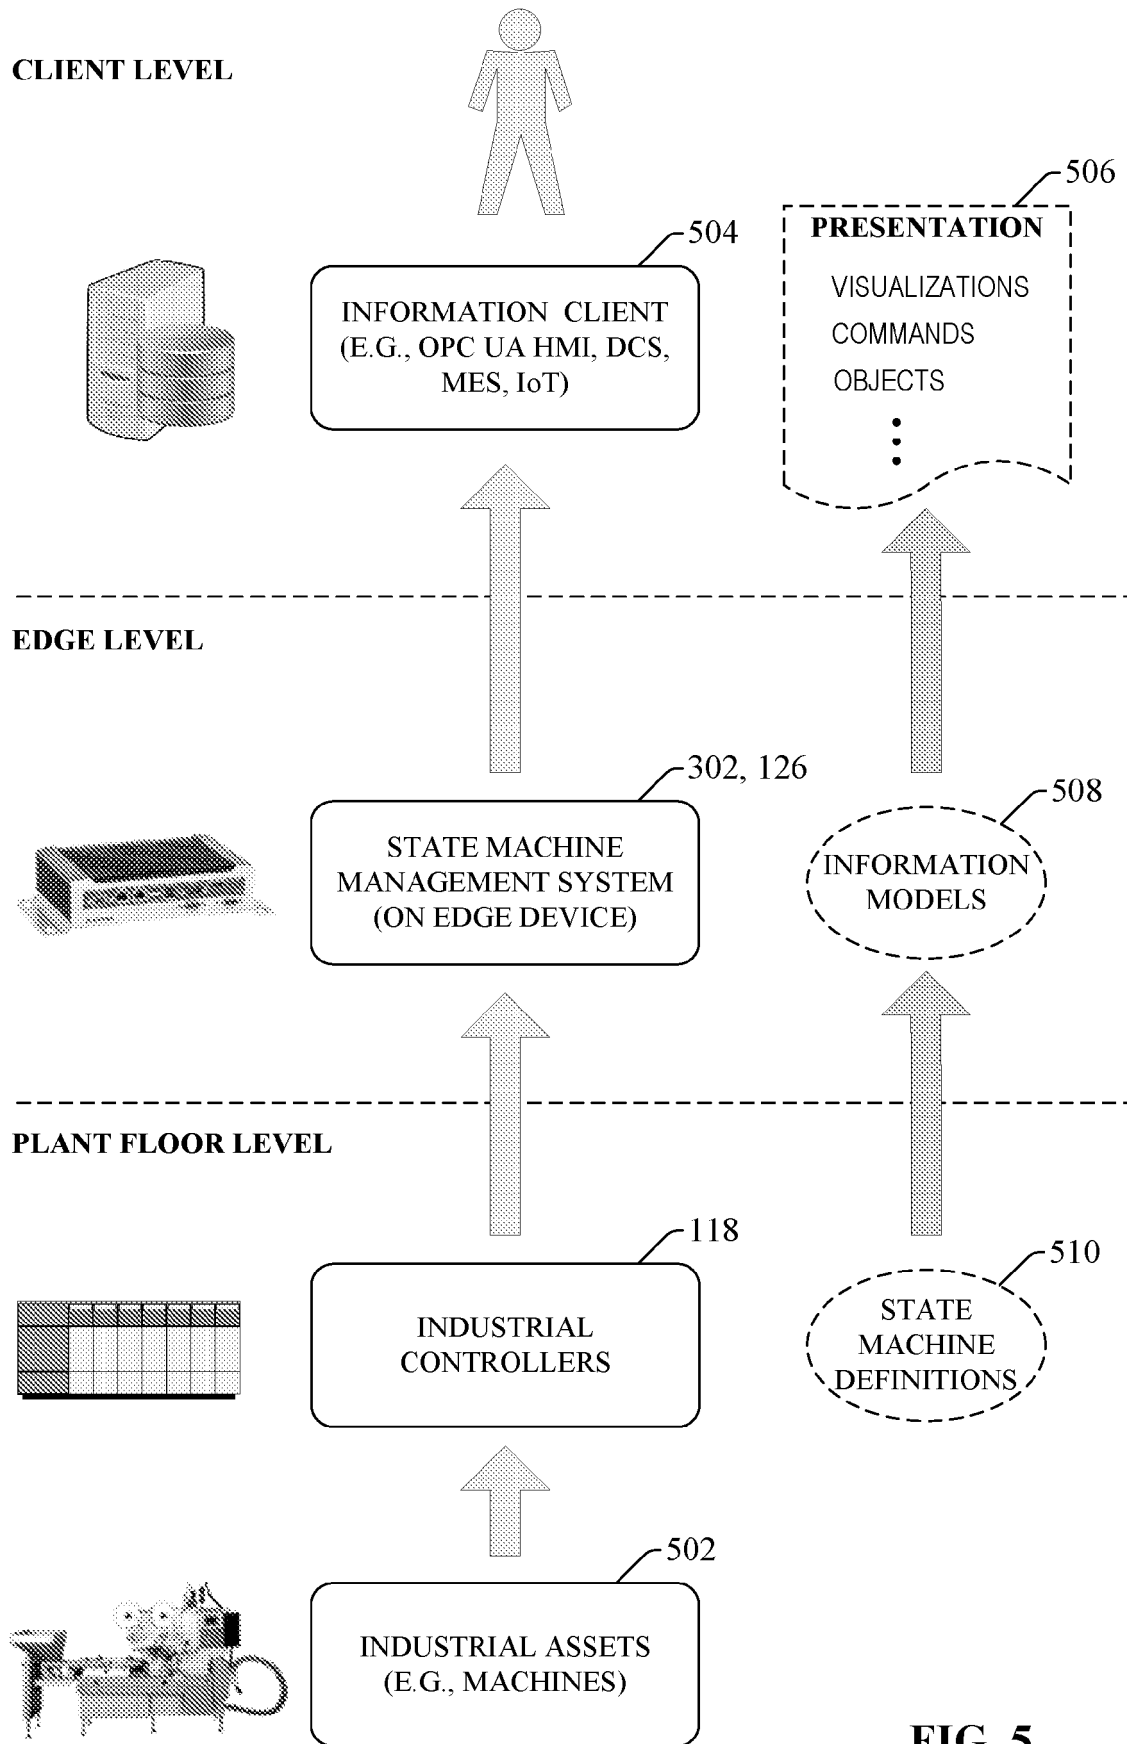 CLIENT LEVEL
506
PRESENTATION
VISUALIZATIONS
COMMANDS
OBJECTS
504
INFORMATION CLIENT
(E.G., OPC UA HMI, DCS,
MES, IoT)
EDGE LEVEL
302, 126
STATE MACHINE
MANAGEMENT SYSTEM
(ON EDGE DEVICE)
508
INFORMATION
MODELS
PLANT FLOOR LEVEL
118
INDUSTRIAL
CONTROLLERS
510
STATE
MACHINE
DEFINITIONS
502
INDUSTRIAL ASSETS
(E.G., MACHINES)
FIG. 5